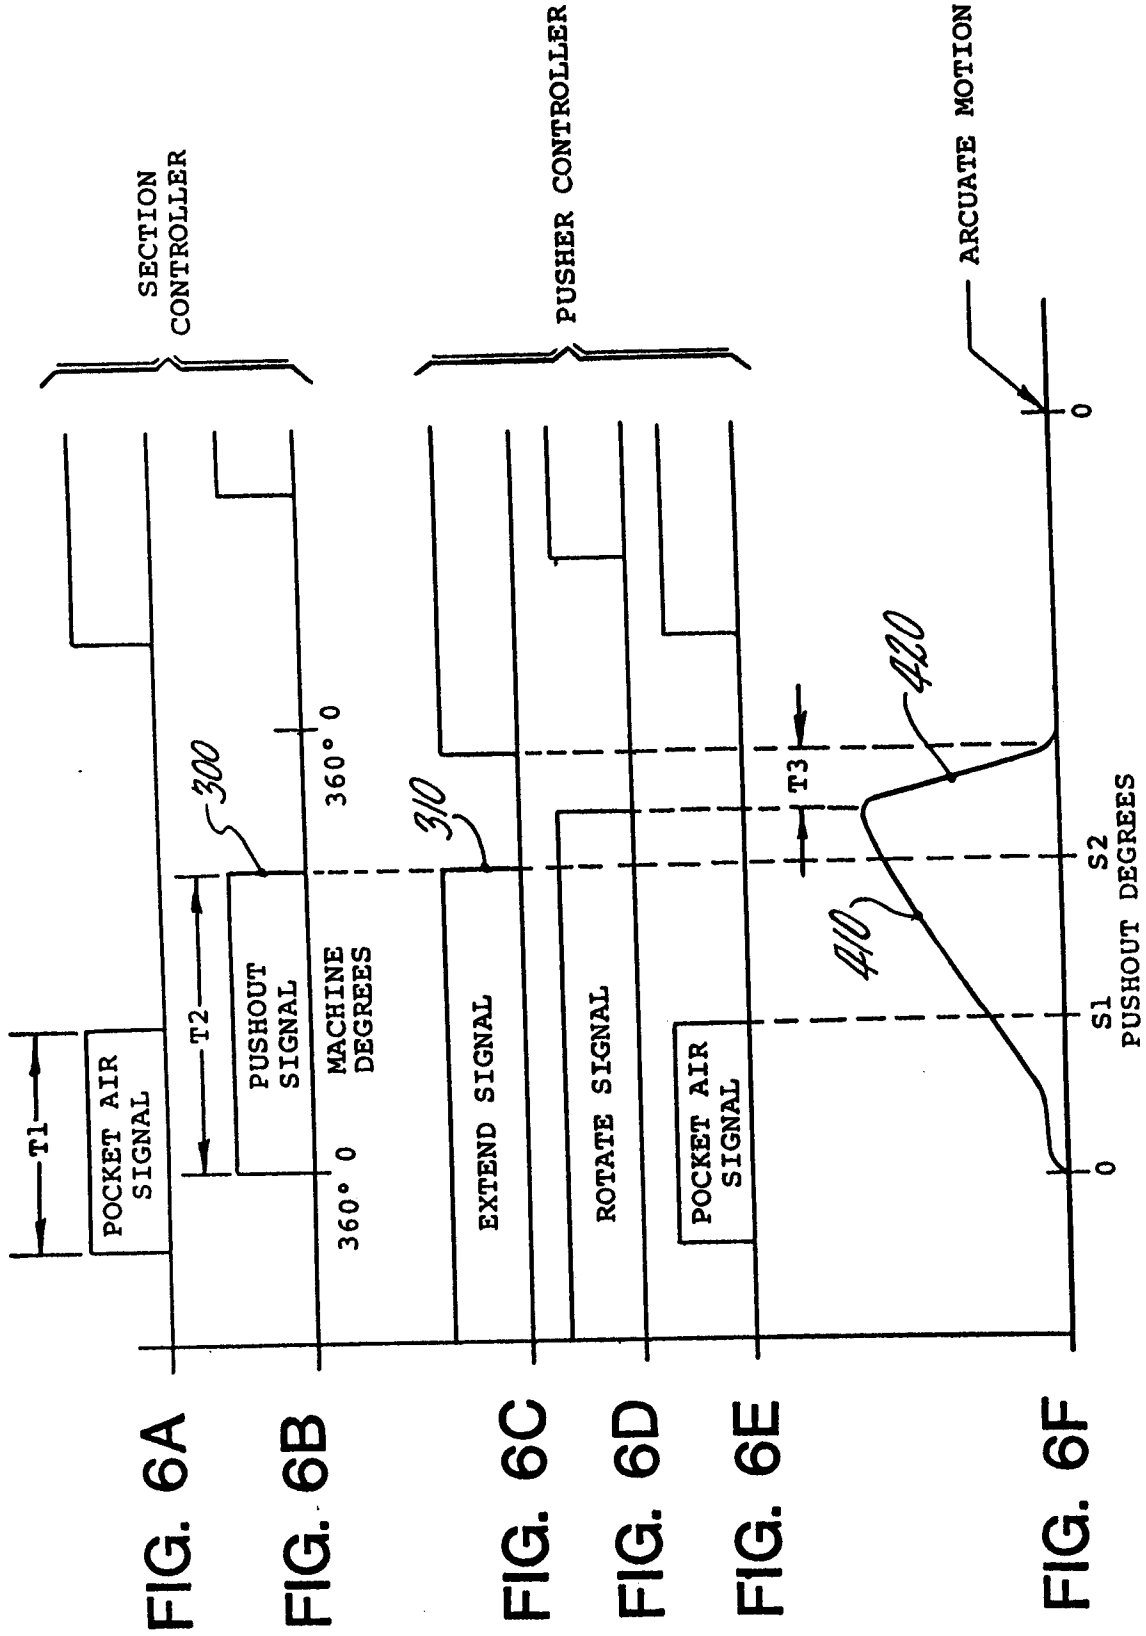 FIG. 6A
T1
POCKET AIR
SIGNAL
SECTION
CONTROLLER
FIG. 6B
T2
PUSHOUT
SIGNAL
300
360° 0
MACHINE
DEGREES
360° 0
FIG. 6C
EXTEND SIGNAL
310
PUSHER CONTROLLER
FIG. 6D
ROTATE SIGNAL
FIG. 6E
POCKET AIR
SIGNAL
T3
FIG. 6F
410
420
ARCUATE MOTION
0
S1
S2
0
PUSHOUT DEGREES